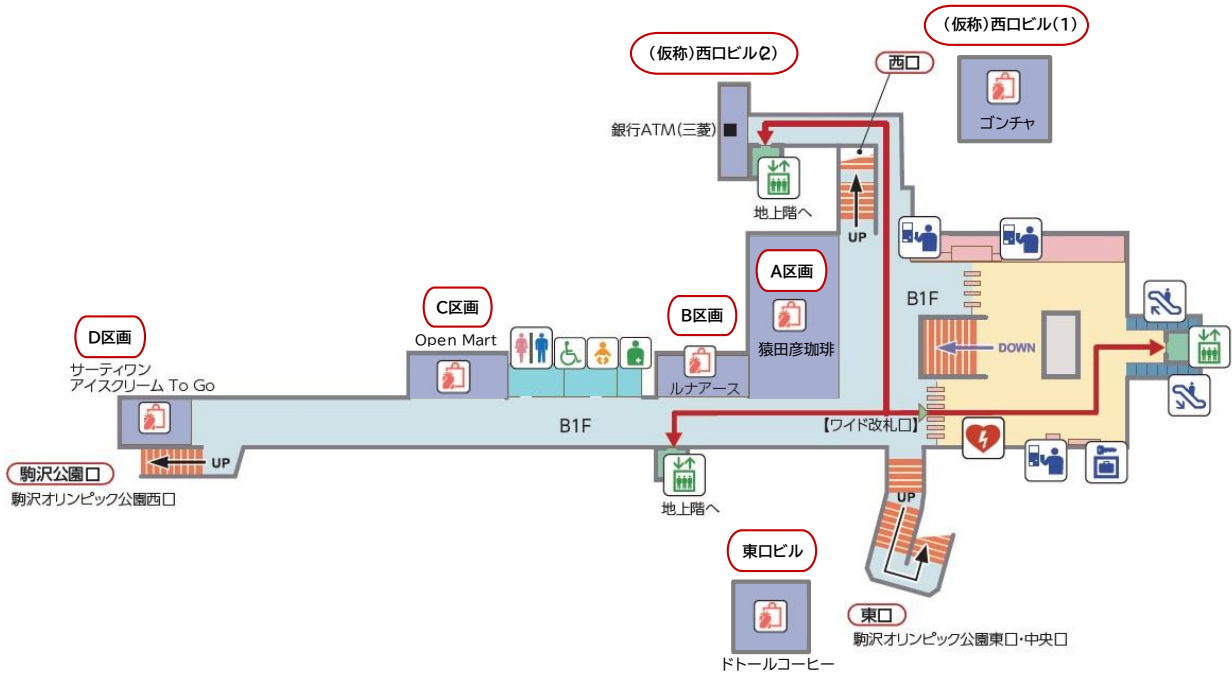 (仮称)西口ビル(1)
(仮称)西口ビル2)
西口
ゴンチャ
銀行ATM(三菱)
地上階へ
UP
A区画
B1F
C区画
B区画
D区画
Open Mart
猿田彦珈琲
DOWN
サーティワン
アイスクリーム To Go
ルナアース
B1F
【ワイド改札口】
UP
駒沢公園口
駒沢オリンピック公園西口
UP
地上階へ
東口ビル
東口
駒沢オリンピック公園東口・中央口
ドトールコーヒー